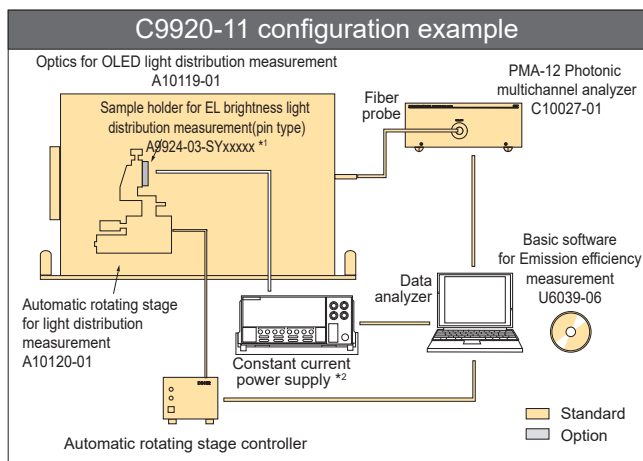 C9920-11 configuration example
Optics for OLED light distribution measurement
A10119-01
Sample holder for EL brightness light
distribution measurement(pin type)
A9924-03-SYxxxxx *1
Fiber
probe
PMA-12 Photonic
multichannel analyzer
C10027-01
Automatic rotating stage
for light distribution
measurement
A10120-01
Data
analyzer
Basic software
for Emission efficiency
measurement
U6039-06
Constant current
power supply *2
Automatic rotating stage controller
Standard
Option